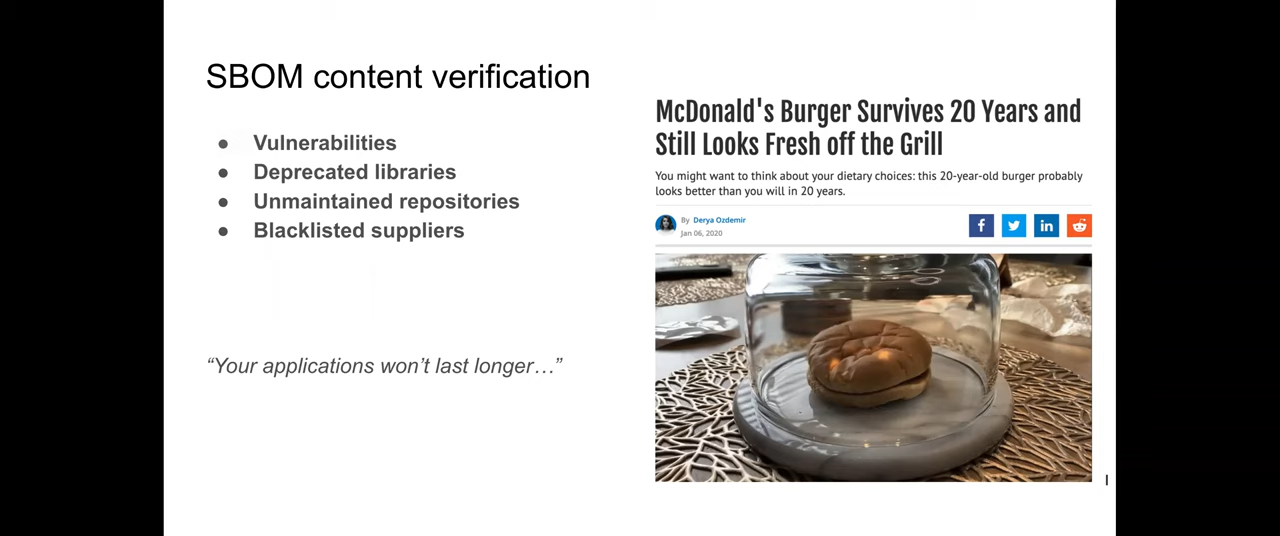 SBOM content verification
● Vulnerabilities
● Deprecated libraries
● Unmaintained repositories
● Blacklisted suppliers
“Your applications won’t last longer…”
McDonald's Burger Survives 20 Years and
Still Looks Fresh off the Grill
You might want to think about your dietary choices: this 20-year-old burger probably
looks better than you will in 20 years.
By Derya Ozdemir
Jan 06, 2020